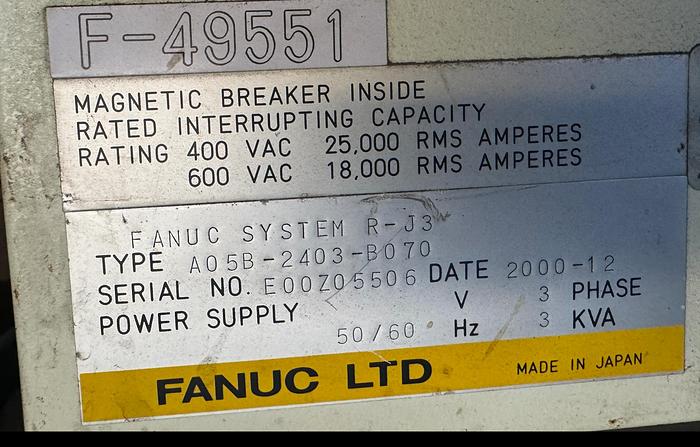 F-49551
MAGNETIC BREAKER INSIDE
RATED INTERRUPTING CAPACITY
RATING 400 VAC 25,000 RMS AMPERES
600 VAC 18,000 RMS AMPERES
FANUC SYSTEM R-J3
TYPE A05B-2403-B070
SERIAL NO. E00Z05506 DATE 2000-12
POWER SUPPLY V 3 PHASE
50/60 Hz 3 KVA
FANUC LTD MADE IN JAPAN